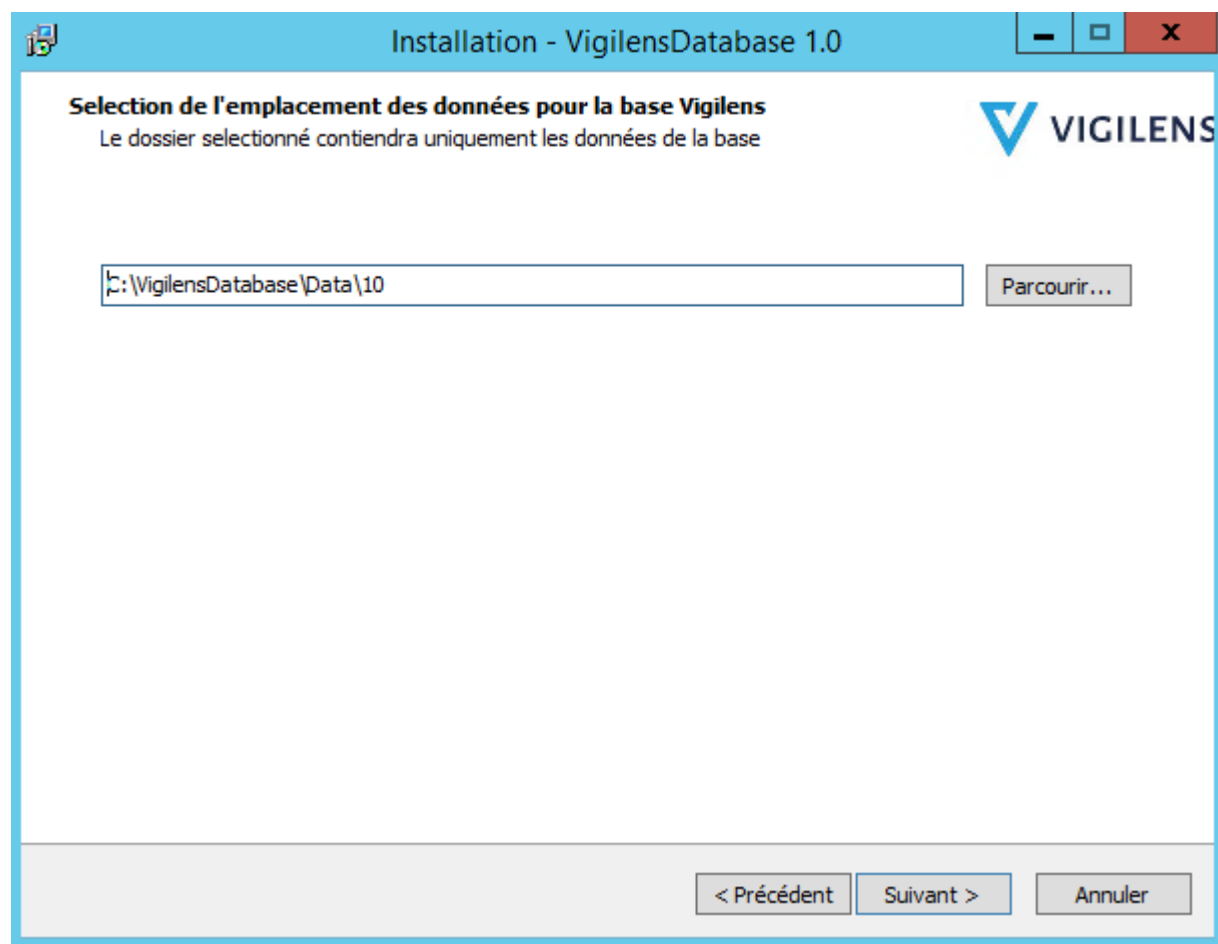 Installation - VigilensDatabase 1.0
Selection de l'emplacement des données pour la base Vigilens
Le dossier selectionné contiendra uniquement les données de la base
VIGILENS
C:\VigilensDatabase\Data\10
Parcourir...
< Précédent
Suivant >
Annuler